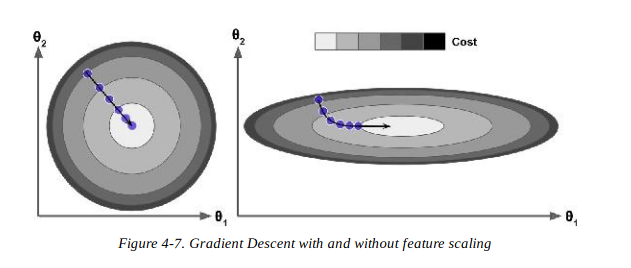 θ2
θ2
Cost
θ1
θ1
Figure 4-7. Gradient Descent with and without feature scaling